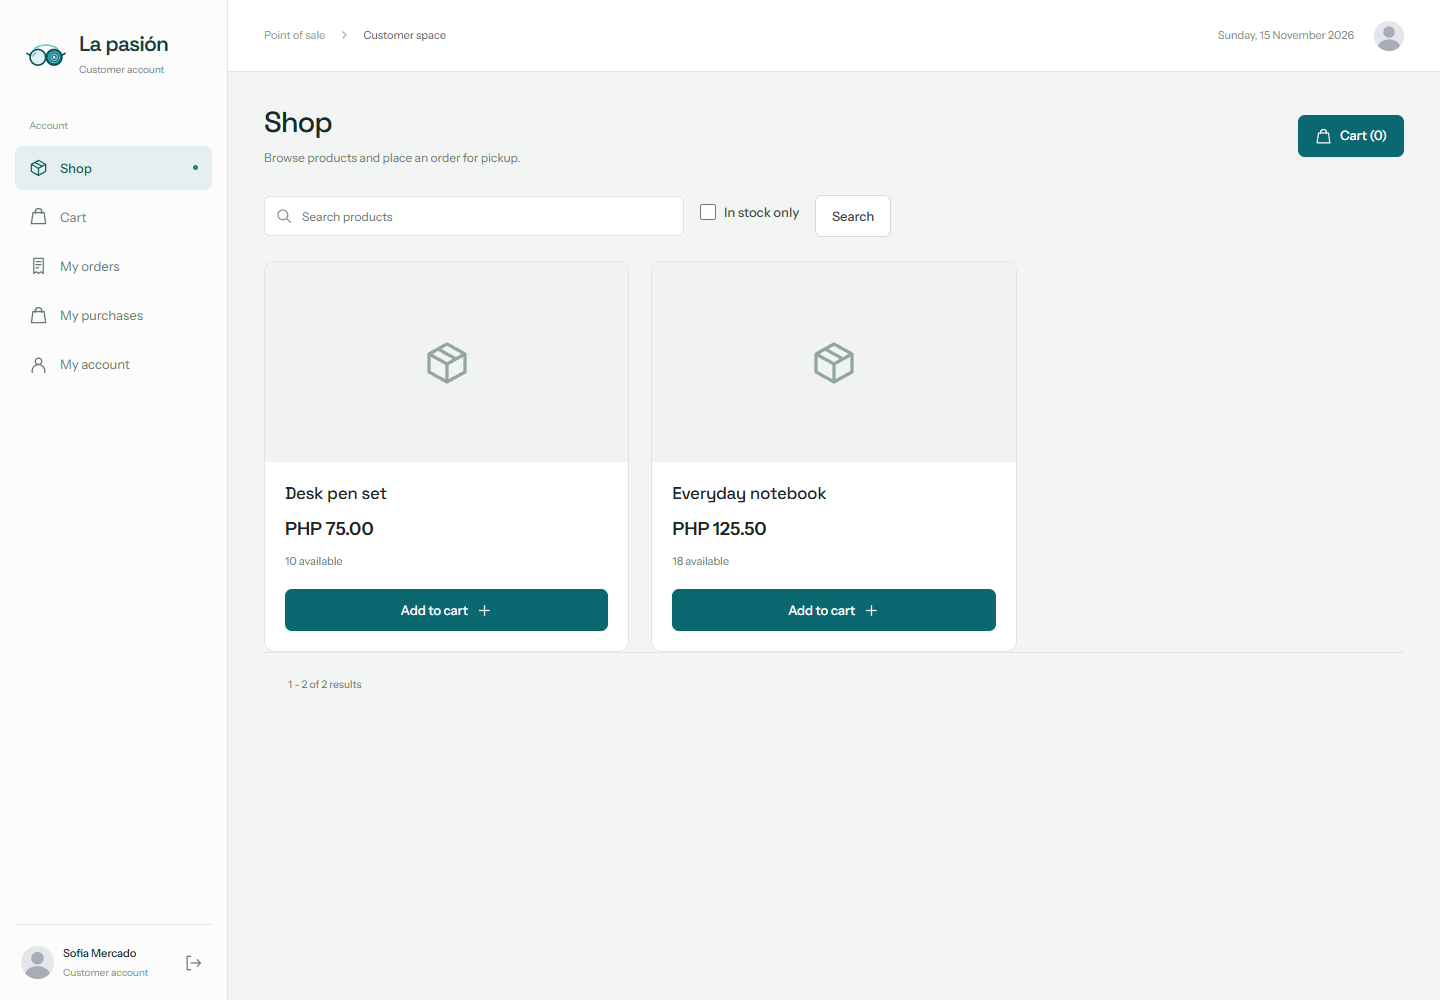 La pasión
Customer account
Account
Shop
Cart
My orders
My purchases
My account
Sofia Mercado
Customer account
Point of sale
Customer space
Sunday, 15 November 2026
Shop
Browse products and place an order for pickup.
Cart (0)
Search products
In stock only
Search
Desk pen set
PHP 75.00
10 available
Add to cart
Everyday notebook
PHP 125.50
18 available
Add to cart
1 - 2 of 2 results